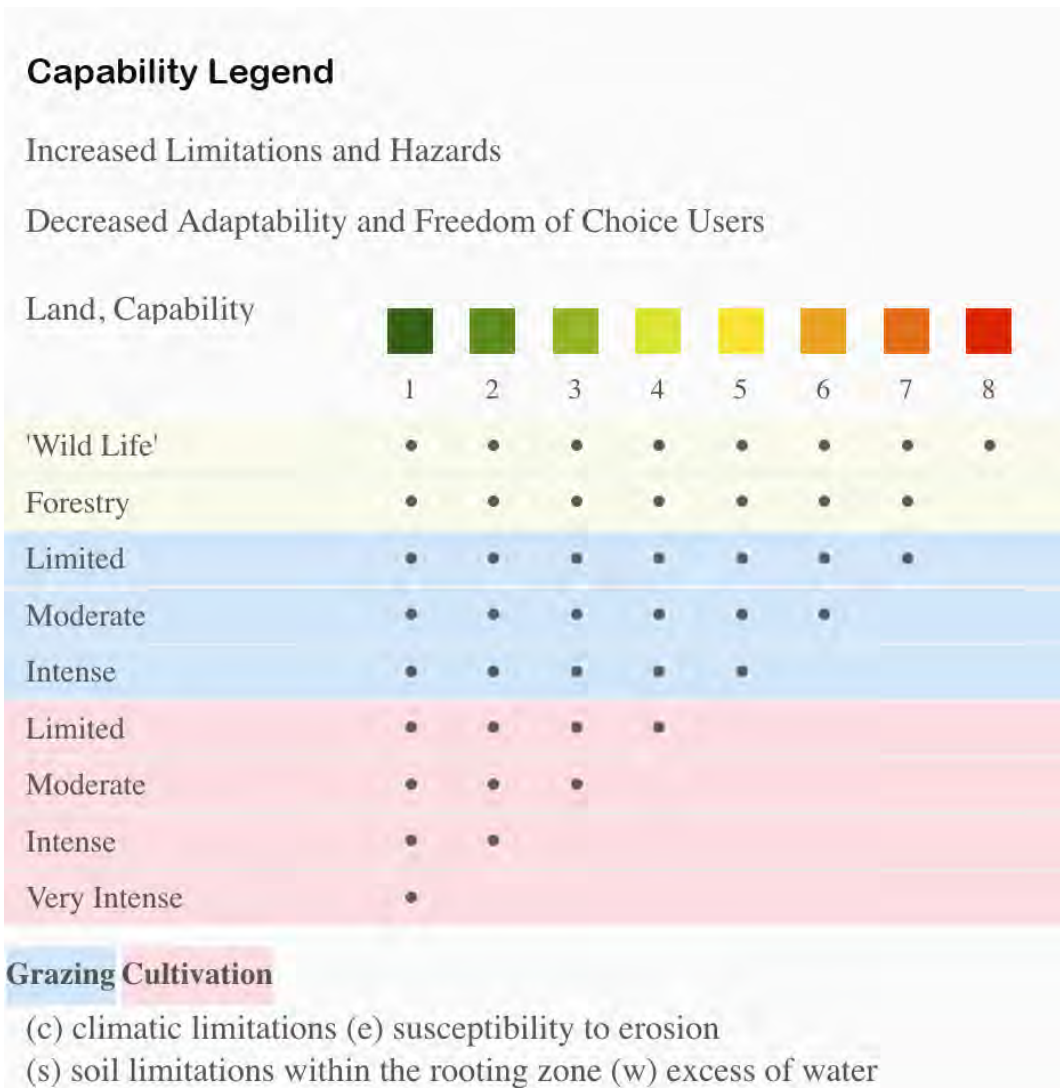 Capability Legend
Increased Limitations and Hazards
Decreased Adaptability and Freedom of Choice Users
Land, Capability
1 2 3 4 5 6 7 8
'Wild Life'
Forestry
Limited
Moderate
Intense
Limited
Moderate
Intense
Very Intense
Grazing Cultivation
(c) climatic limitations (e) susceptibility to erosion
(s) soil limitations within the rooting zone (w) excess of water